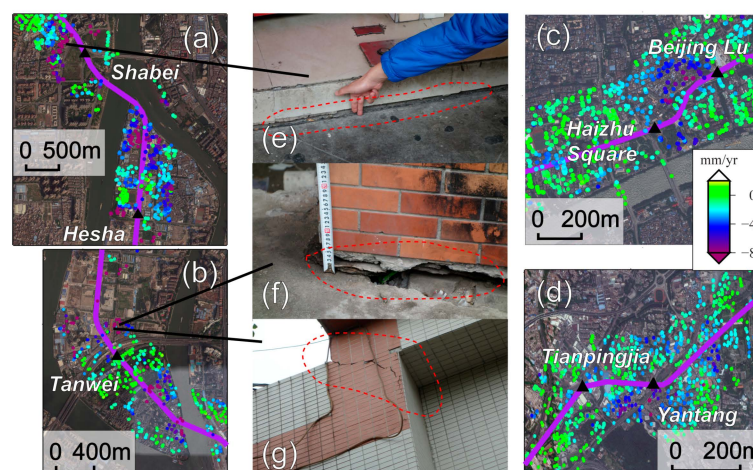 (a)
Shabei
0 500m
Hesha
(b)
Tanwei
0 400m
(e)
(f)
(g)
(c)
Beijing Lu
Haizhu
Square
0 200m
mm/yr
0
−4
−8
(d)
Tianpingjia
Yantang
0 200m